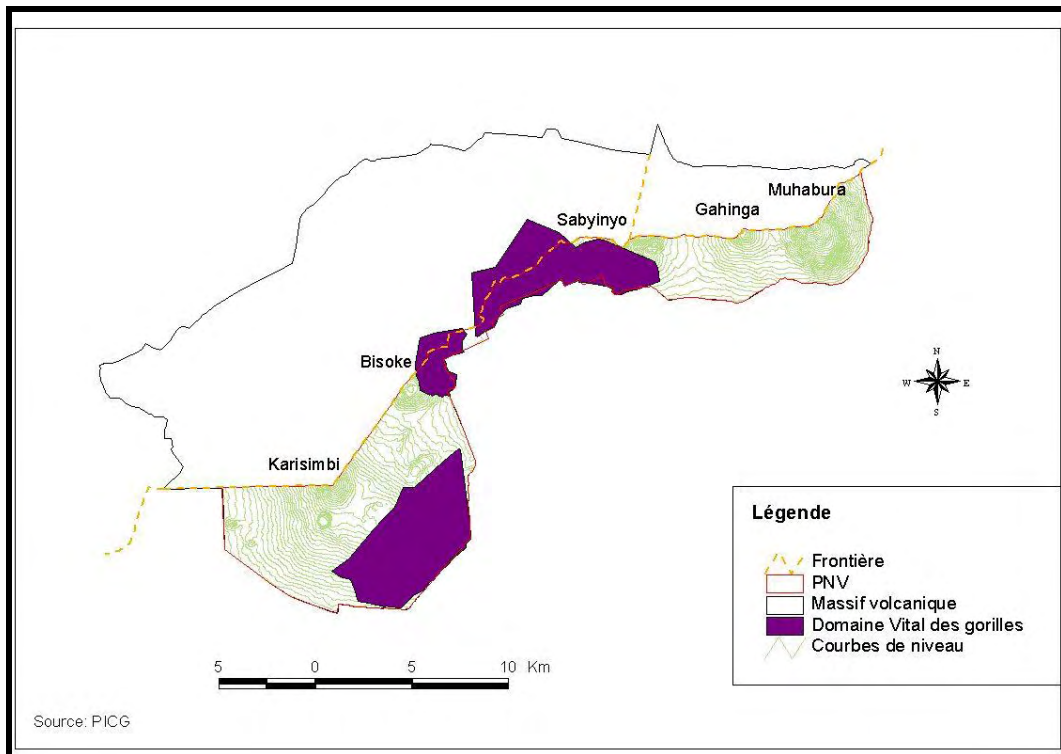 Muhabura
Gahinga
Sabyinyo
Bisoke
Karisimbi
N
W E
S
Légende
Frontière
PNV
Massif volcanique
Domaine Vital des gorilles
Courbes de niveau
5 0 5 10 Km
Source: PICG